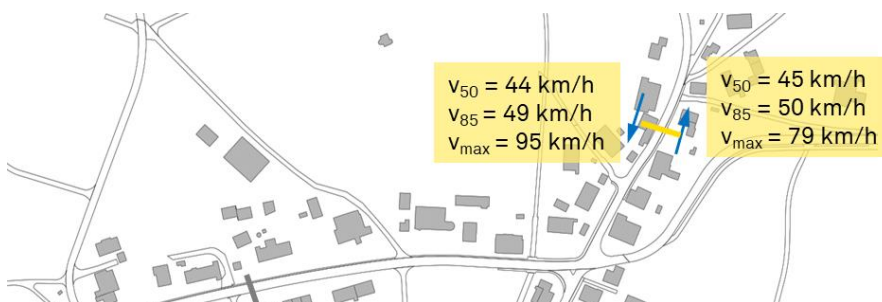 v₅₀ = 44 km/h
v₈₅ = 49 km/h
vₘₐₓ = 95 km/h
v₅₀ = 45 km/h
v₈₅ = 50 km/h
vₘₐₓ = 79 km/h